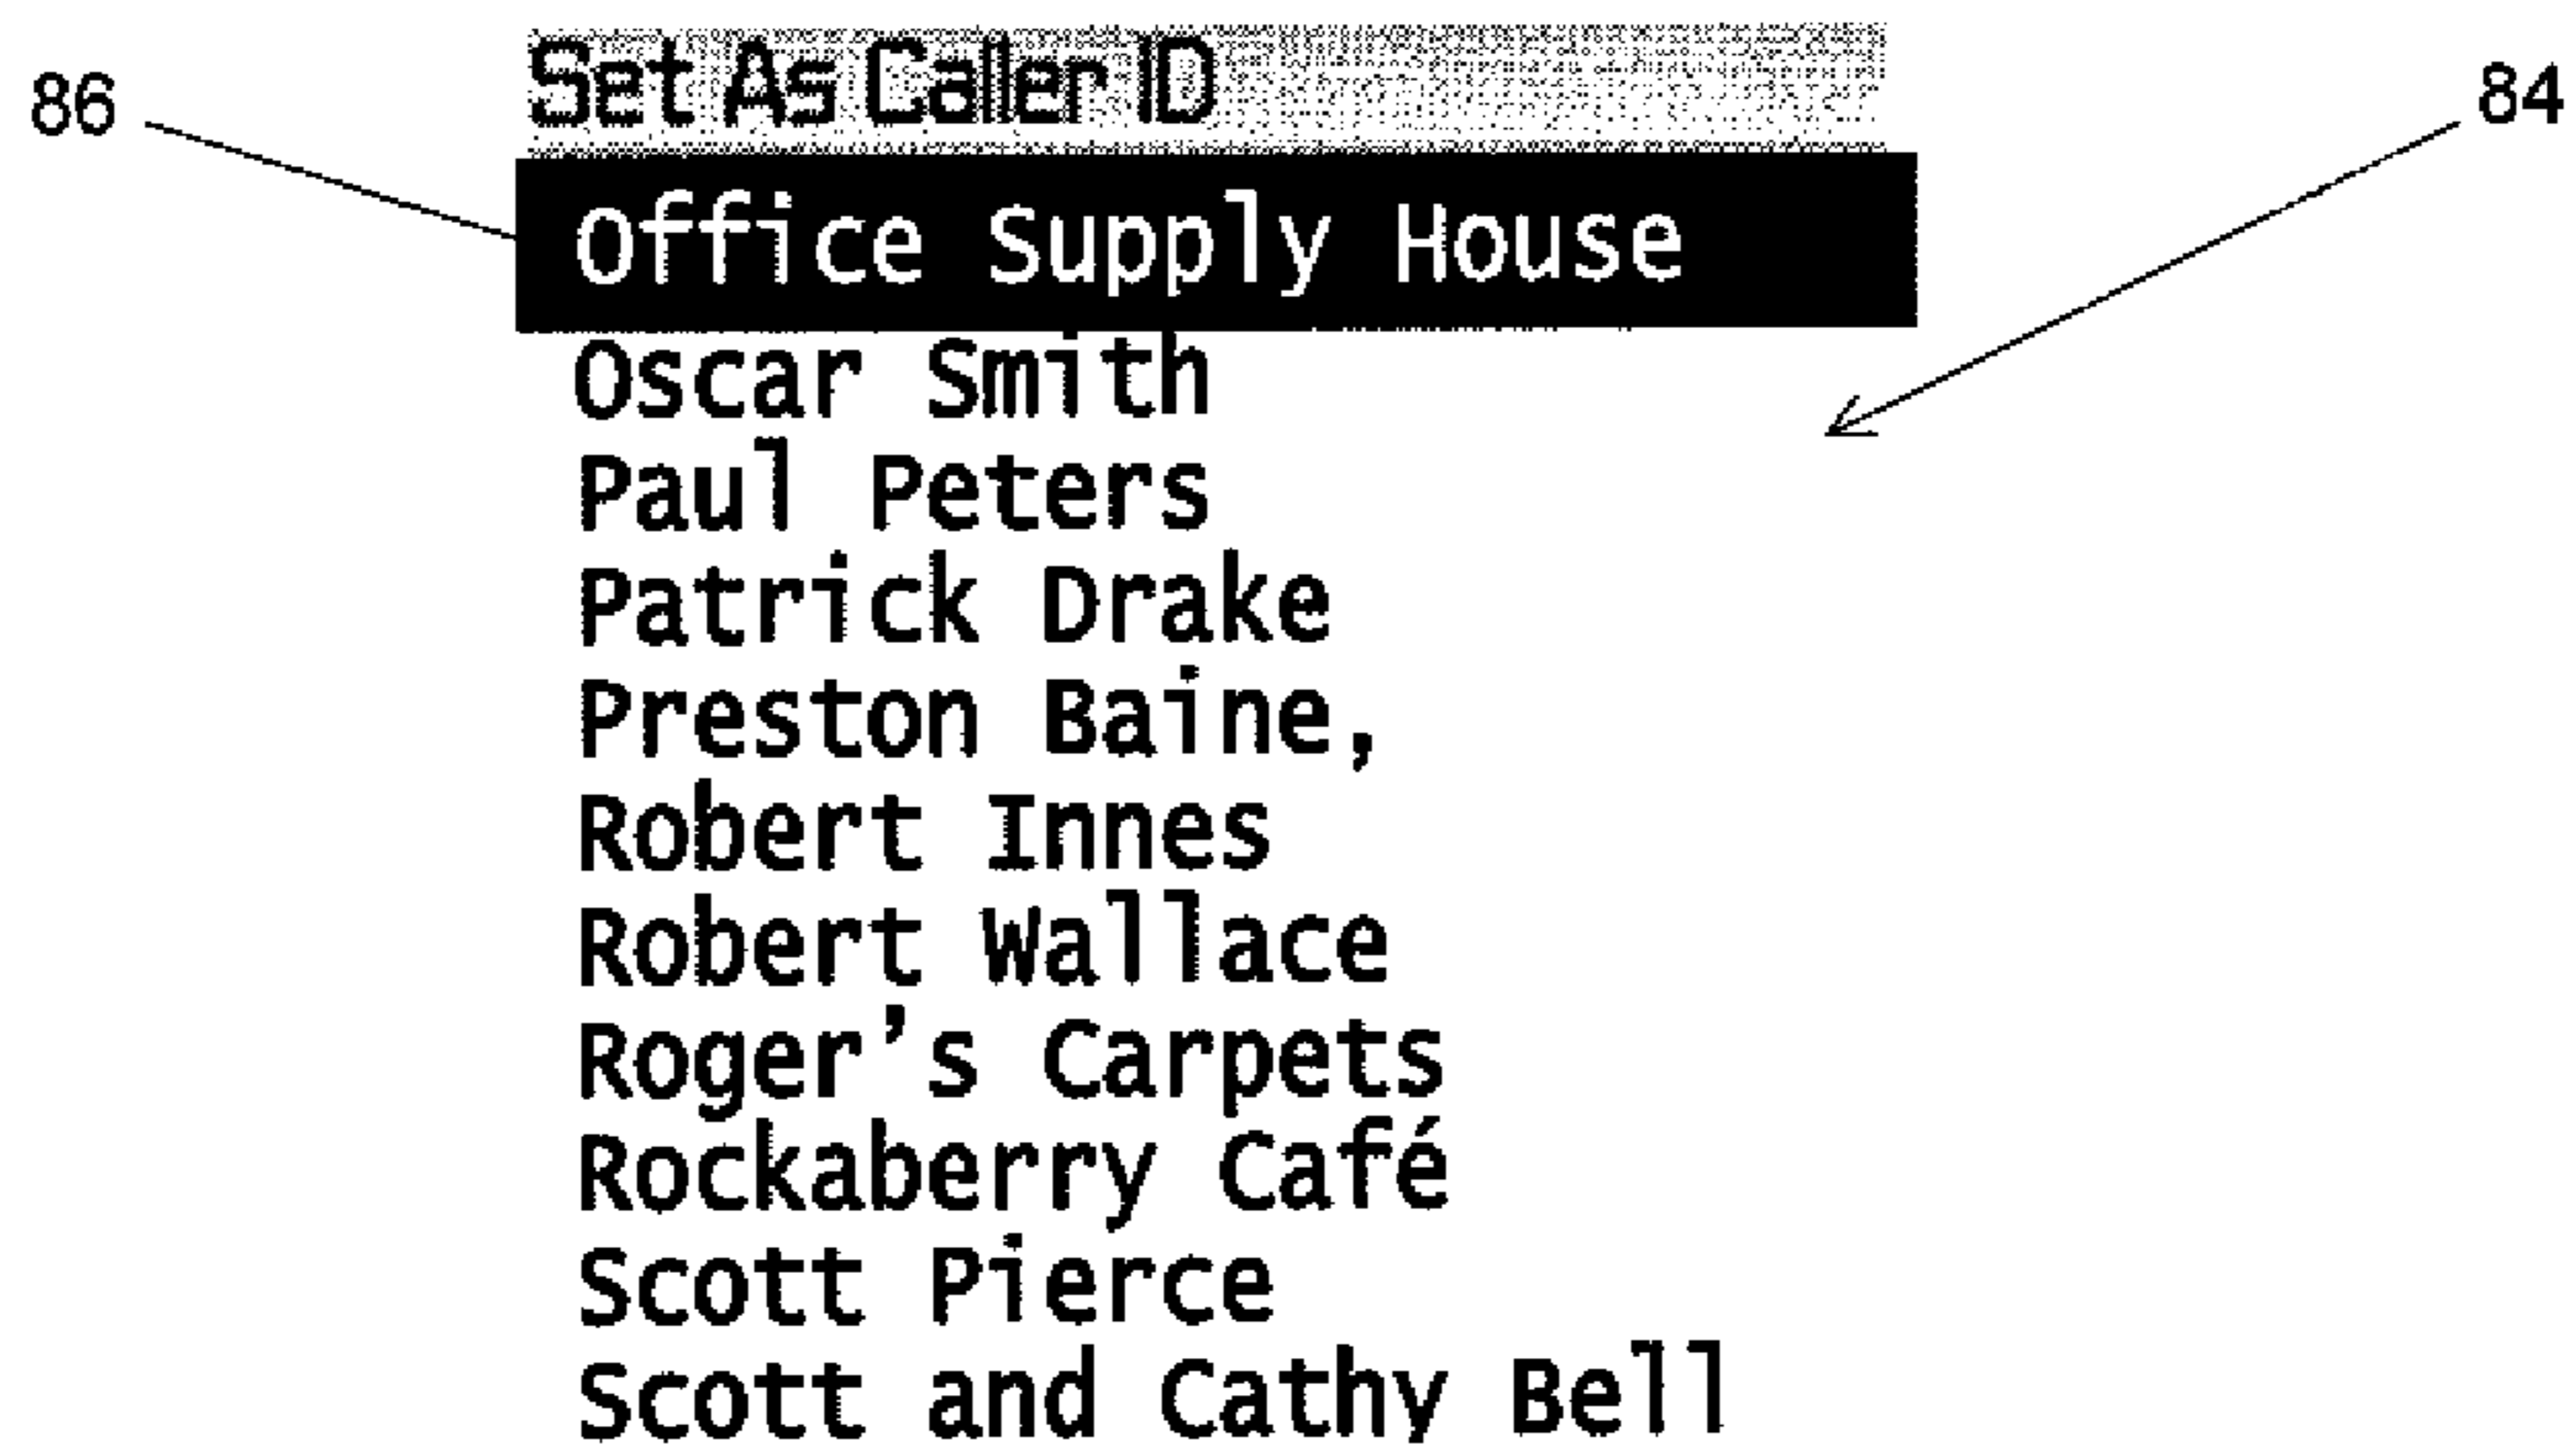 Set As Caller ID
86
84
Office Supply House
Oscar Smith
Paul Peters
Patrick Drake
Preston Baine,
Robert Innes
Robert Wallace
Roger’s Carpets
Rockaberry Café
Scott Pierce
Scott and Cathy Bell